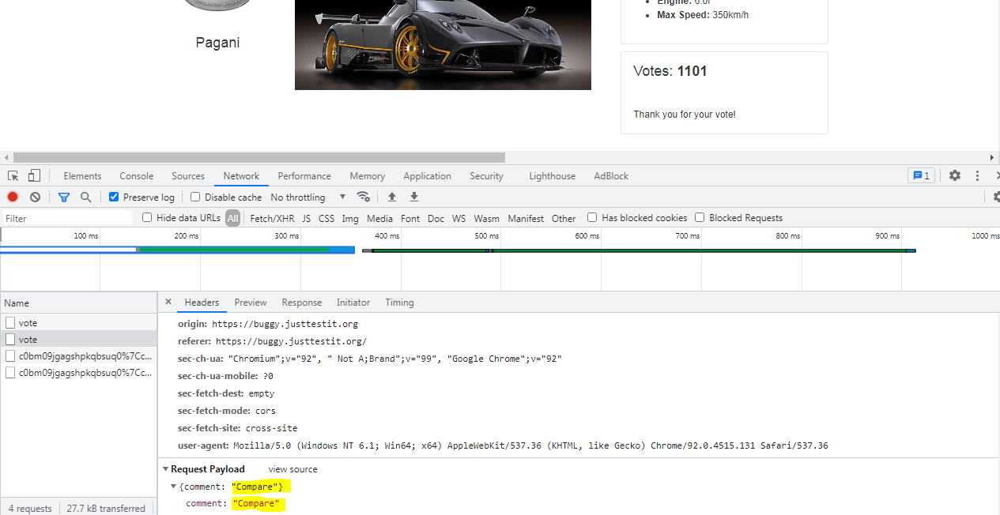 Engine: 6.0l
Max Speed: 350km/h
Pagani
Votes: 1101
Thank you for your vote!
Elements Console Sources Network Performance Memory Application Security Lighthouse AdBlock 1
Preserve log Disable cache No throttling
Filter Hide data URLs All Fetch/XHR JS CSS Img Media Font Doc WS Wasm Manifest Other Has blocked cookies Blocked Requests
100 ms 200 ms 300 ms 400 ms 500 ms 600 ms 700 ms 800 ms 900 ms 1000 ms
Name
vote
vote
c0bm09jgagshpkqbsuq0%7Cc...
c0bm09jgagshpkqbsuq0%7Cc...
4 requests 27.7 kB transferred
× Headers Preview Response Initiator Timing
origin: https://buggy.justtestit.org
referer: https://buggy.justtestit.org/
sec-ch-ua: "Chromium";v="92", " Not A;Brand";v="99", "Google Chrome";v="92"
sec-ch-ua-mobile: ?0
sec-fetch-dest: empty
sec-fetch-mode: cors
sec-fetch-site: cross-site
user-agent: Mozilla/5.0 (Windows NT 6.1; Win64; x64) AppleWebKit/537.36 (KHTML, like Gecko) Chrome/92.0.4515.131 Safari/537.36
Request Payload view source
{comment: "Compare"}
comment: "Compare"